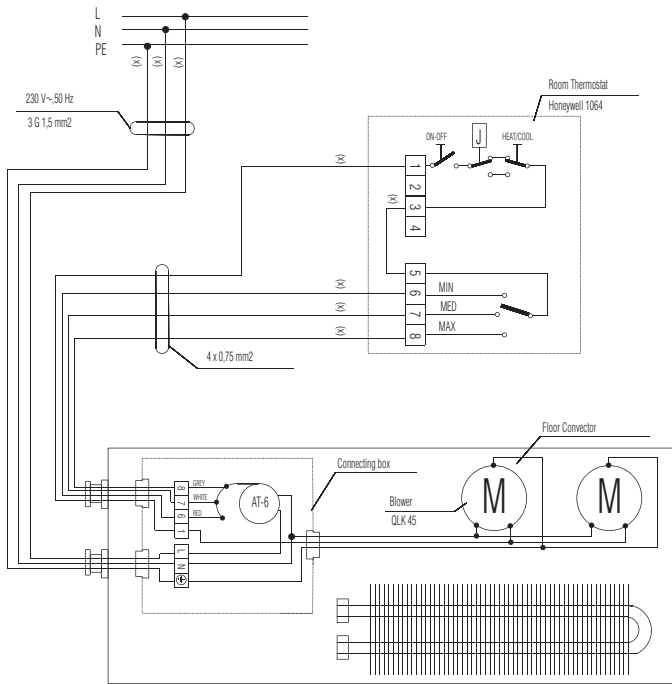 L
N
PE
(x) (x) (x)
230 V~,50 Hz
3 G 1,5 mm2
Room Thermostat
Honeywell 1064
ON-OFF
J
HEAT/COOL
(x)
1
2
(x)
3
4
5
(x)
6
MIN
(x)
7
MED
(x)
8
MAX
4 x 0,75 mm2
Floor Convector
Connecting box
8
GREY
7
WHITE
6
RED
1
AT-6
L
N
Blower
QLK 45
M
M